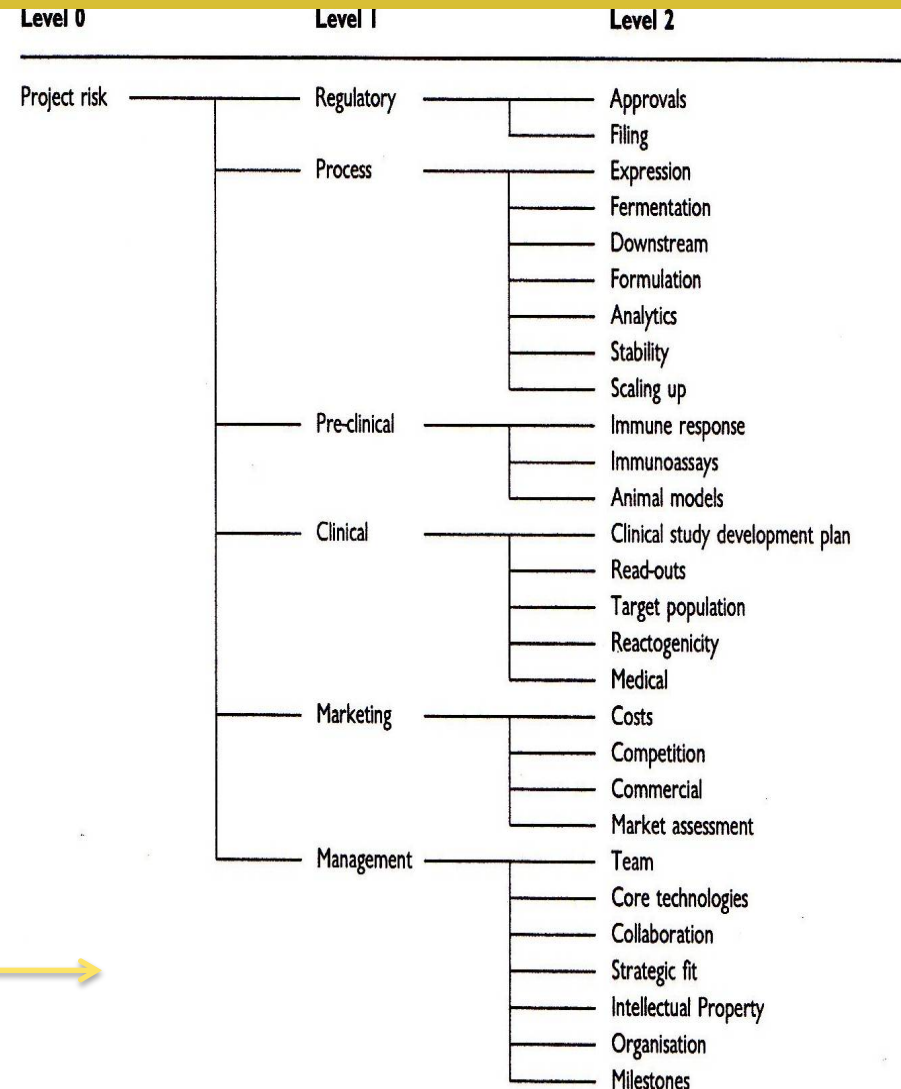 Level 0 Level 1 Level 2
Project risk Regulatory Approvals
Filing
Process Expression
Fermentation
Downstream
Formulation
Analytics
Stability
Scaling up
Pre-clinical Immune response
Immunoassays
Animal models
Clinical Clinical study development plan
Read-outs
Target population
Reactogenicity
Medical
Marketing Costs
Competition
Commercial
Market assessment
Management Team
Core technologies
Collaboration
Strategic fit
Intellectual Property
Organisation
Milestones